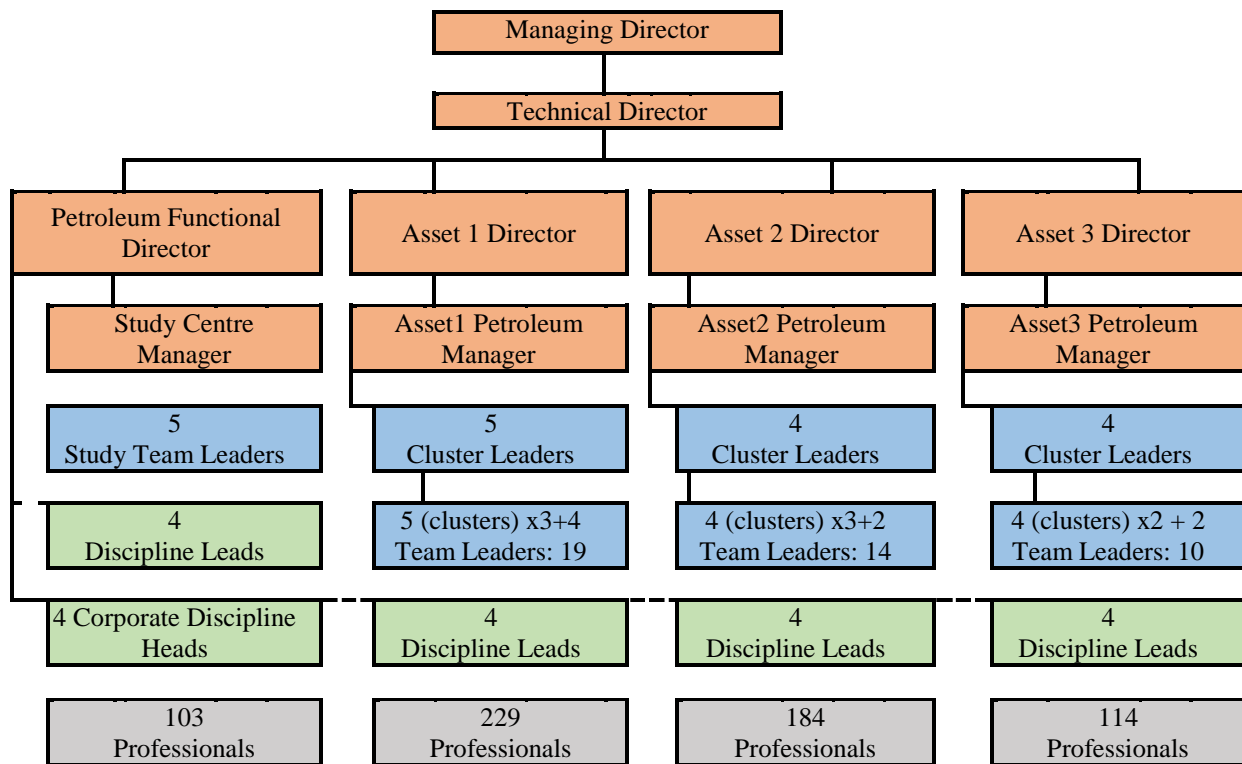 Managing Director
Technical Director
Petroleum Functional
Director
Asset 1 Director
Asset 2 Director
Asset 3 Director
Study Centre
Manager
Asset1 Petroleum
Manager
Asset2 Petroleum
Manager
Asset3 Petroleum
Manager
5
Study Team Leaders
5
Cluster Leaders
4
Cluster Leaders
4
Cluster Leaders
4
Discipline Leads
5 (clusters) x3+4
Team Leaders: 19
4 (clusters) x3+2
Team Leaders: 14
4 (clusters) x2 + 2
Team Leaders: 10
4 Corporate Discipline
Heads
4
Discipline Leads
4
Discipline Leads
4
Discipline Leads
103
Professionals
229
Professionals
184
Professionals
114
Professionals